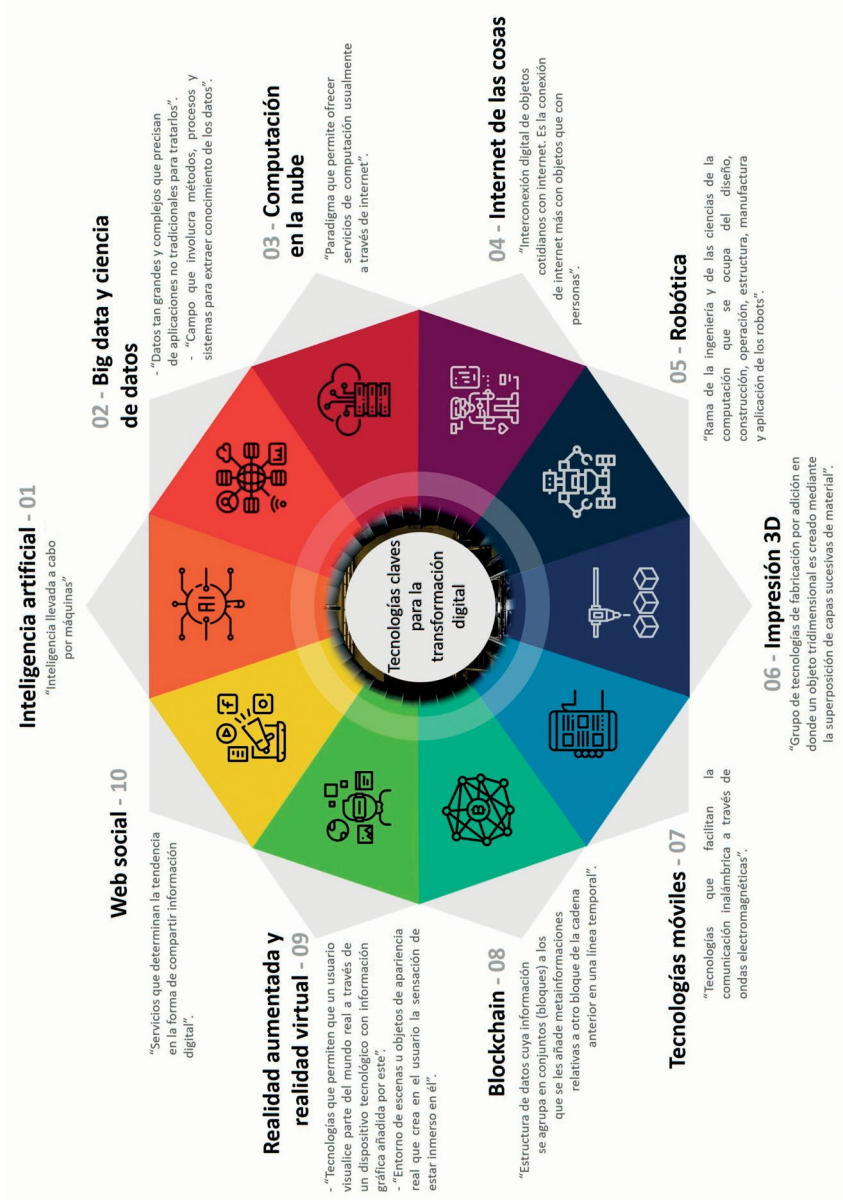 Inteligencia artificial - 01
“Inteligencia llevada a cabo
por máquinas”
02 - Big data y ciencia
de datos
- “Datos tan grandes y complejos que precisan
de aplicaciones no tradicionales para tratarlos”.
- “Campo que involucra métodos, procesos y
sistemas para extraer conocimiento de los datos”.
03 - Computación
en la nube
“Paradigma que permite ofrecer
servicios de computación usualmente
a través de internet”.
04 - Internet de las cosas
“Interconexión digital de objetos
cotidianos con internet. Es la conexión
de internet más con objetos que con
personas”.
05 - Robótica
“Rama de la ingeniería y de las ciencias de la
computación que se ocupa del diseño,
construcción, operación, estructura, manufactura
y aplicación de los robots”.
06 - Impresión 3D
“Grupo de tecnologías de fabricación por adición en
donde un objeto tridimensional es creado mediante
la superposición de capas sucesivas de material”.
Tecnologías móviles - 07
“Tecnologías que facilitan la
comunicación inalámbrica a través de
ondas electromagnéticas”.
Blockchain - 08
“Estructura de datos cuya información
se agrupa en conjuntos (bloques) a los
que se les añade metainformaciones
relativas a otro bloque de la cadena
anterior en una línea temporal”.
Realidad aumentada y
realidad virtual - 09
- “Tecnologías que permiten que un usuario
visualice parte del mundo real a través de
un dispositivo tecnológico con información
gráfica añadida por este”.
- “Entorno de escenas u objetos de apariencia
real que crea en el usuario la sensación de
estar inmerso en él”.
Web social - 10
“Servicios que determinan la tendencia
en la forma de compartir información
digital”.
Tecnologías claves
para la
transformación
digital
AI
f
B